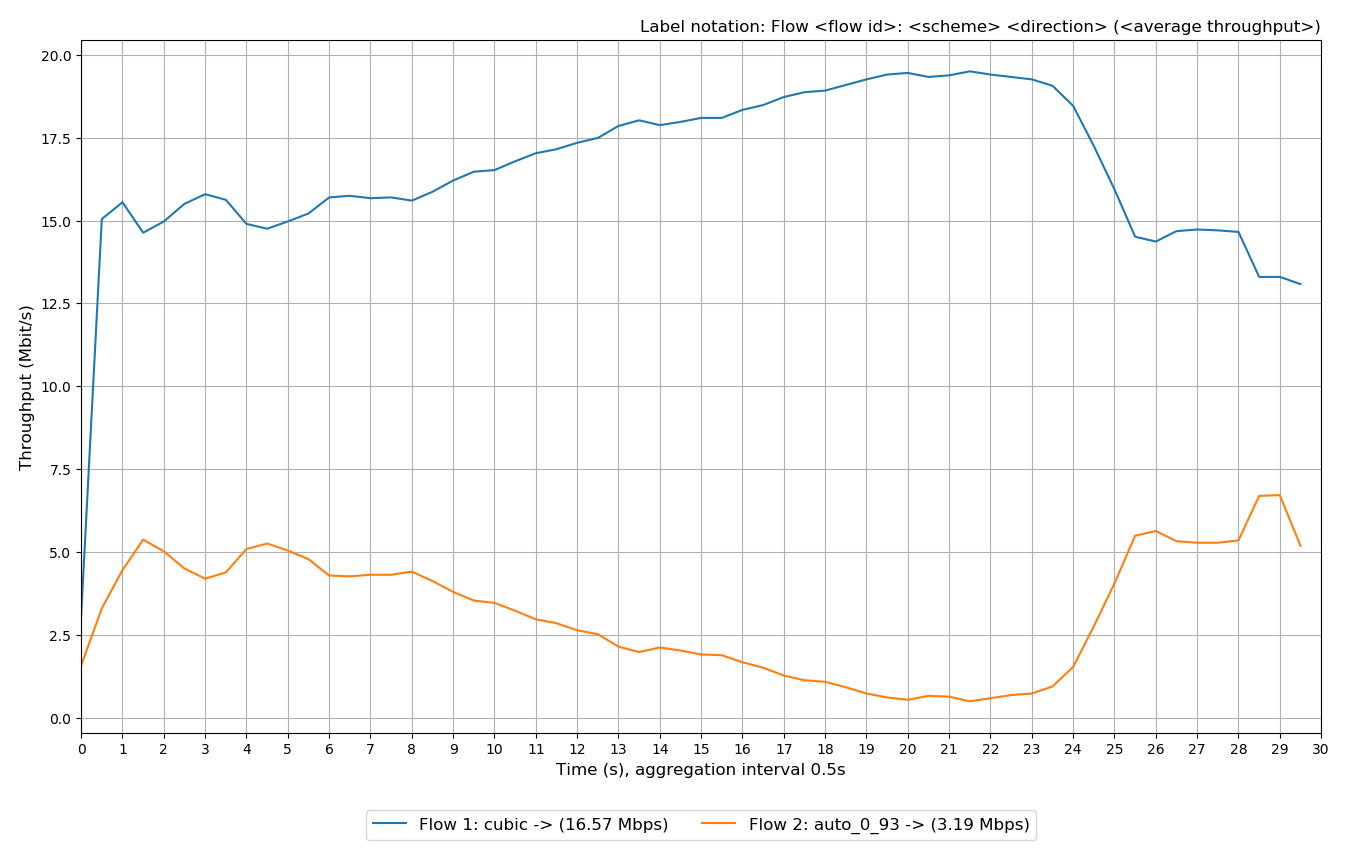 Label notation: Flow <flow id>: <scheme> <direction> (<average throughput>)
20.0
17.5
15.0
12.5
10.0
7.5
5.0
2.5
0.0
Throughput (Mbit/s)
0 1 2 3 4 5 6 7 8 9 10 11 12 13 14 15 16 17 18 19 20 21 22 23 24 25 26 27 28 29 30
Time (s), aggregation interval 0.5s
Flow 1: cubic -> (16.57 Mbps) Flow 2: auto_0_93 -> (3.19 Mbps)